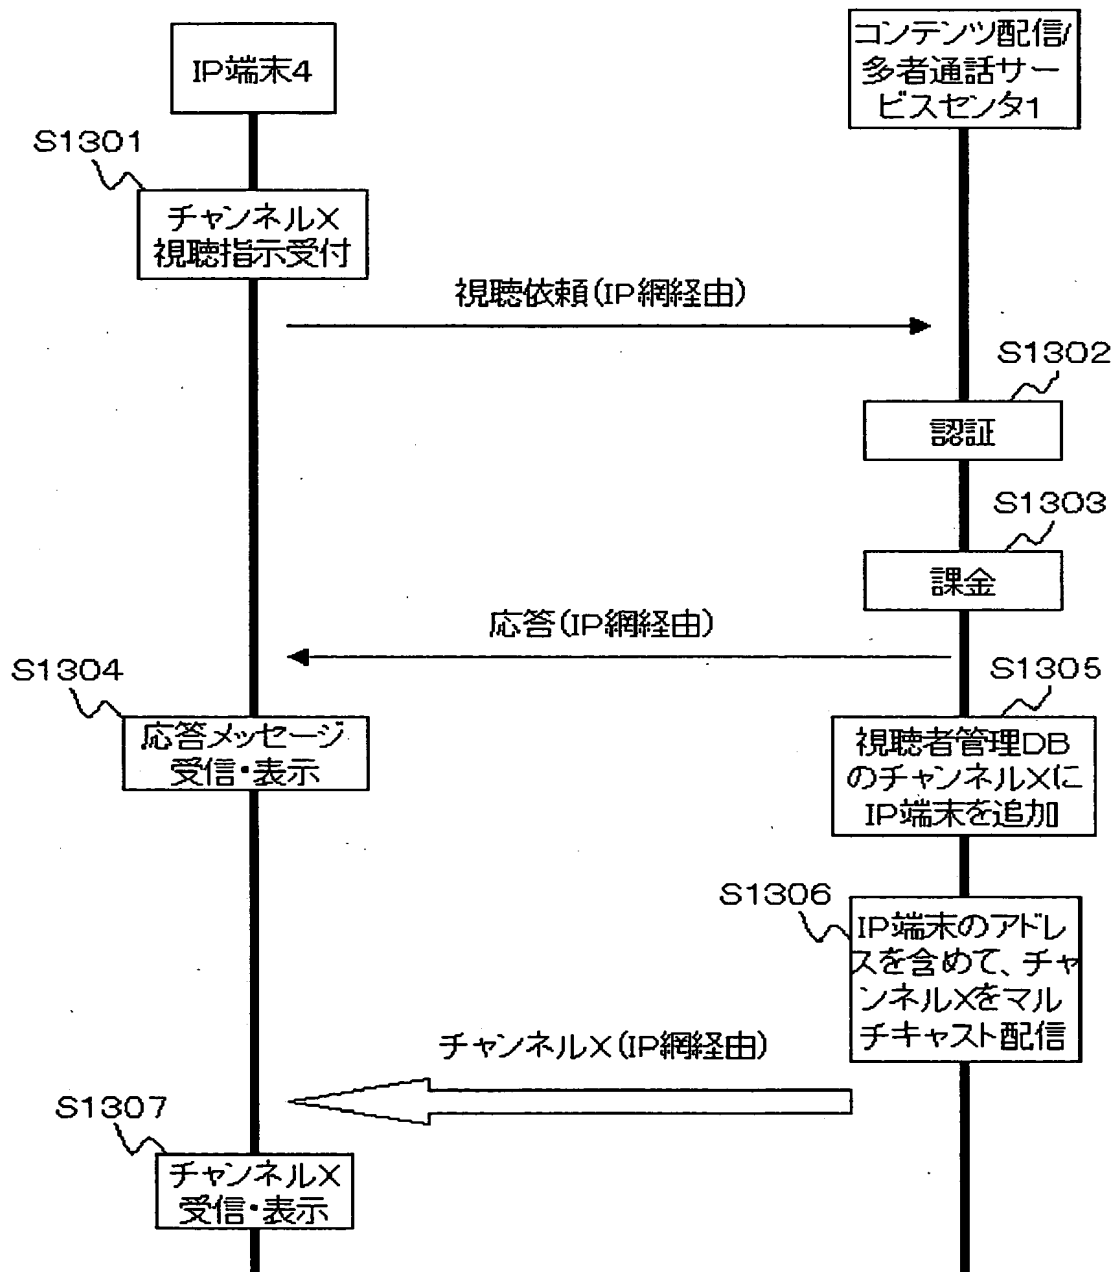 IP端末4
コンテンツ配信/
多者通話サー
ビスセンタ1
S1301
チャンネルX
視聴指示受付
視聴依頼(IP網経由)
S1302
認証
S1303
課金
応答(IP網経由)
S1304
応答メッセージ
受信・表示
S1305
視聴者管理DB
のチャンネルXに
IP端末を追加
S1306
IP端末のアドレ
スを含めて、チャ
ンネルXをマル
チキャスト配信
チャンネルX(IP網経由)
S1307
チャンネルX
受信・表示